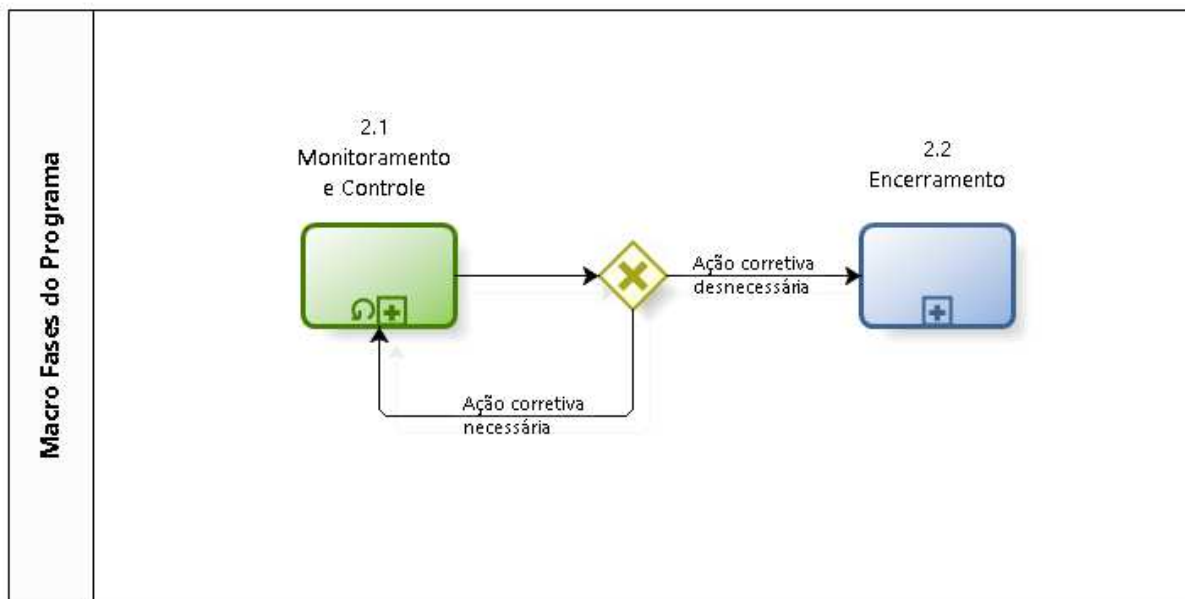 Macro Fases do Programa
2.1
Monitoramento
e Controle
2.2
Encerramento
Ação corretiva
desnecessária
Ação corretiva
necessária